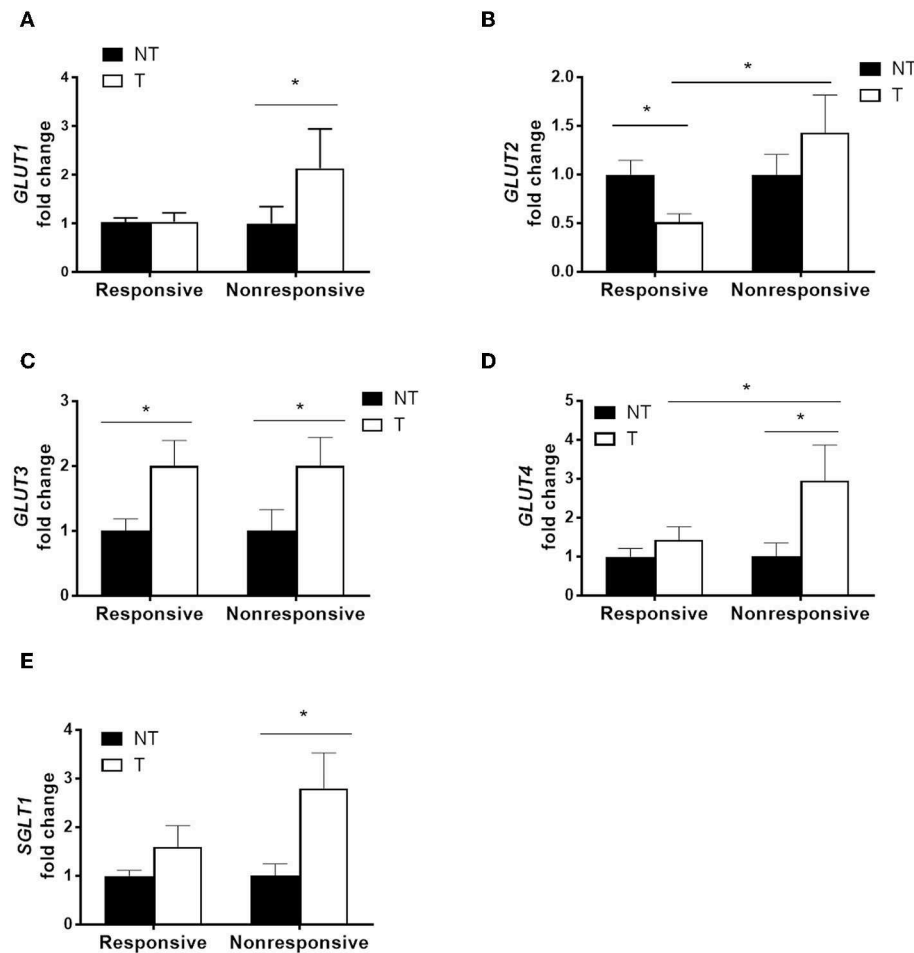 A
NT
T
GLUT1
fold change
4
3
2
1
0
*
Responsive Nonresponsive
B
NT
T
GLUT2
fold change
2.0
1.5
1.0
0.5
0.0
*
*
Responsive Nonresponsive
C
NT
T
GLUT3
fold change
3
2
1
0
*
*
Responsive Nonresponsive
D
NT
T
GLUT4
fold change
5
4
3
2
1
0
*
*
Responsive Nonresponsive
E
NT
T
SGLT1
fold change
4
3
2
1
0
*
Responsive Nonresponsive